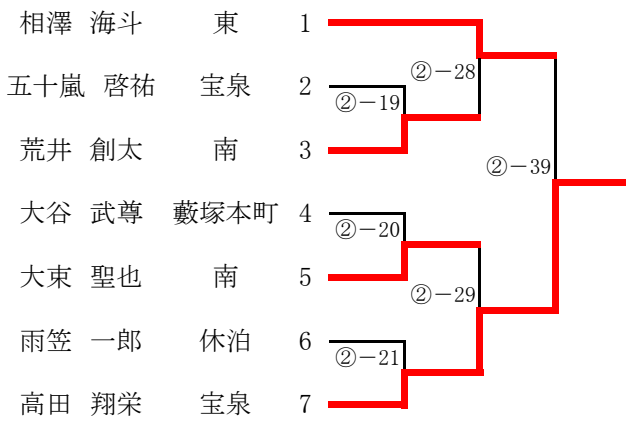 相澤 海斗 東 1
②-28
五十嵐 啓祐 宝泉 2
②-19
荒井 創太 南 3
②-39
大谷 武尊 藪塚本町 4
②-20
大束 聖也 南 5
②-29
雨笠 一郎 休泊 6
②-21
高田 翔栄 宝泉 7